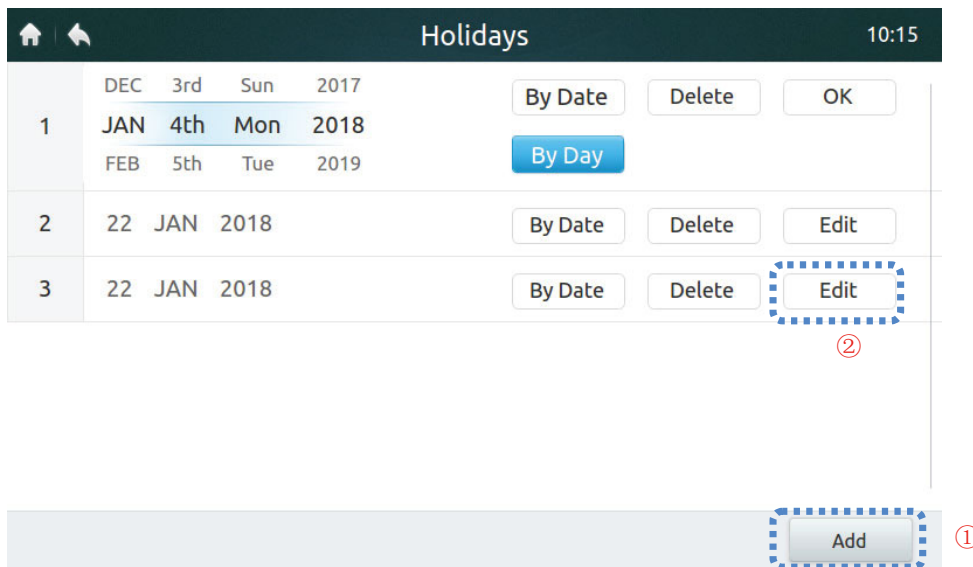 Holidays 10:15
DEC 3rd Sun 2017
By Date Delete OK
1 JAN 4th Mon 2018
By Day
FEB 5th Tue 2019
2 22 JAN 2018 By Date Delete Edit
3 22 JAN 2018 By Date Delete Edit
②
Add ①